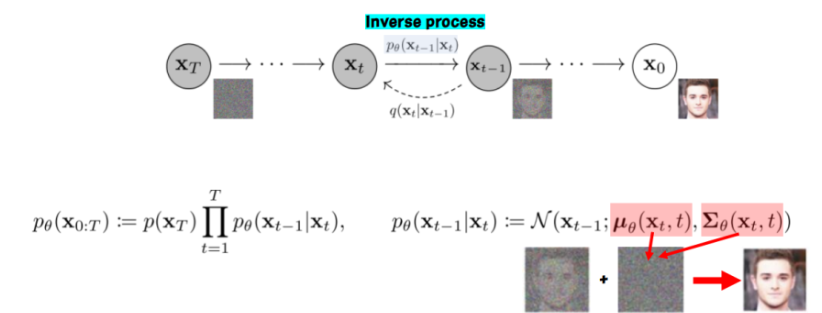 Inverse process
p_θ(x_{t−1}|x_t)
x_T → ⋯ → x_t → x_{t−1} → ⋯ → x_0
q(x_t|x_{t−1})
p_θ(x_{0:T}) ≔ p(x_T) ∏_{t=1}^{T} p_θ(x_{t−1}|x_t), p_θ(x_{t−1}|x_t) ≔ 𝒩(x_{t−1}; μ_θ(x_t, t), Σ_θ(x_t, t))
+